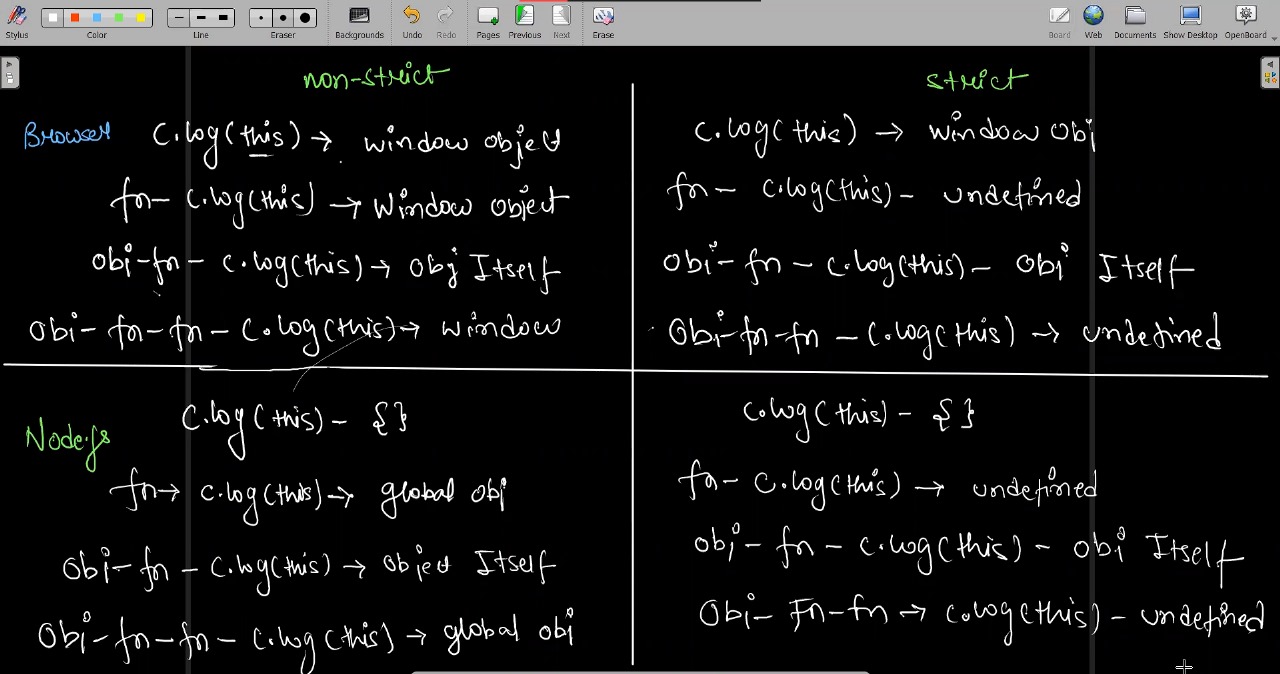 Stylus Color Line Eraser Backgrounds Undo Redo Pages Previous Next Erase Board Web Documents Show Desktop OpenBoard
non-strict
Browser C.log(this) → window object
fn- C.log(this) → Window Object
Obj-fn - C.log(this) → Obj Itself
Obj- fn-fn - C.log(this) → window
strict
C.log(this) → window Obj
fn - C.log(this) - undefined
Obj - fn - C.log(this) - Obj Itself
Obj-fn-fn - C.log(this) → undefined
Nodejs C.log(this) - {}
fn → C.log(this) → global obj
Obj-fn - C.log(this) → object Itself
Obj-fn-fn - C.log(this) → global obj
C.log(this) - {}
fn- C.log(this) → undefined
Obj - fn - C.log(this) - Obj Itself
Obj- Fn-fn → C.log(this) - undefined